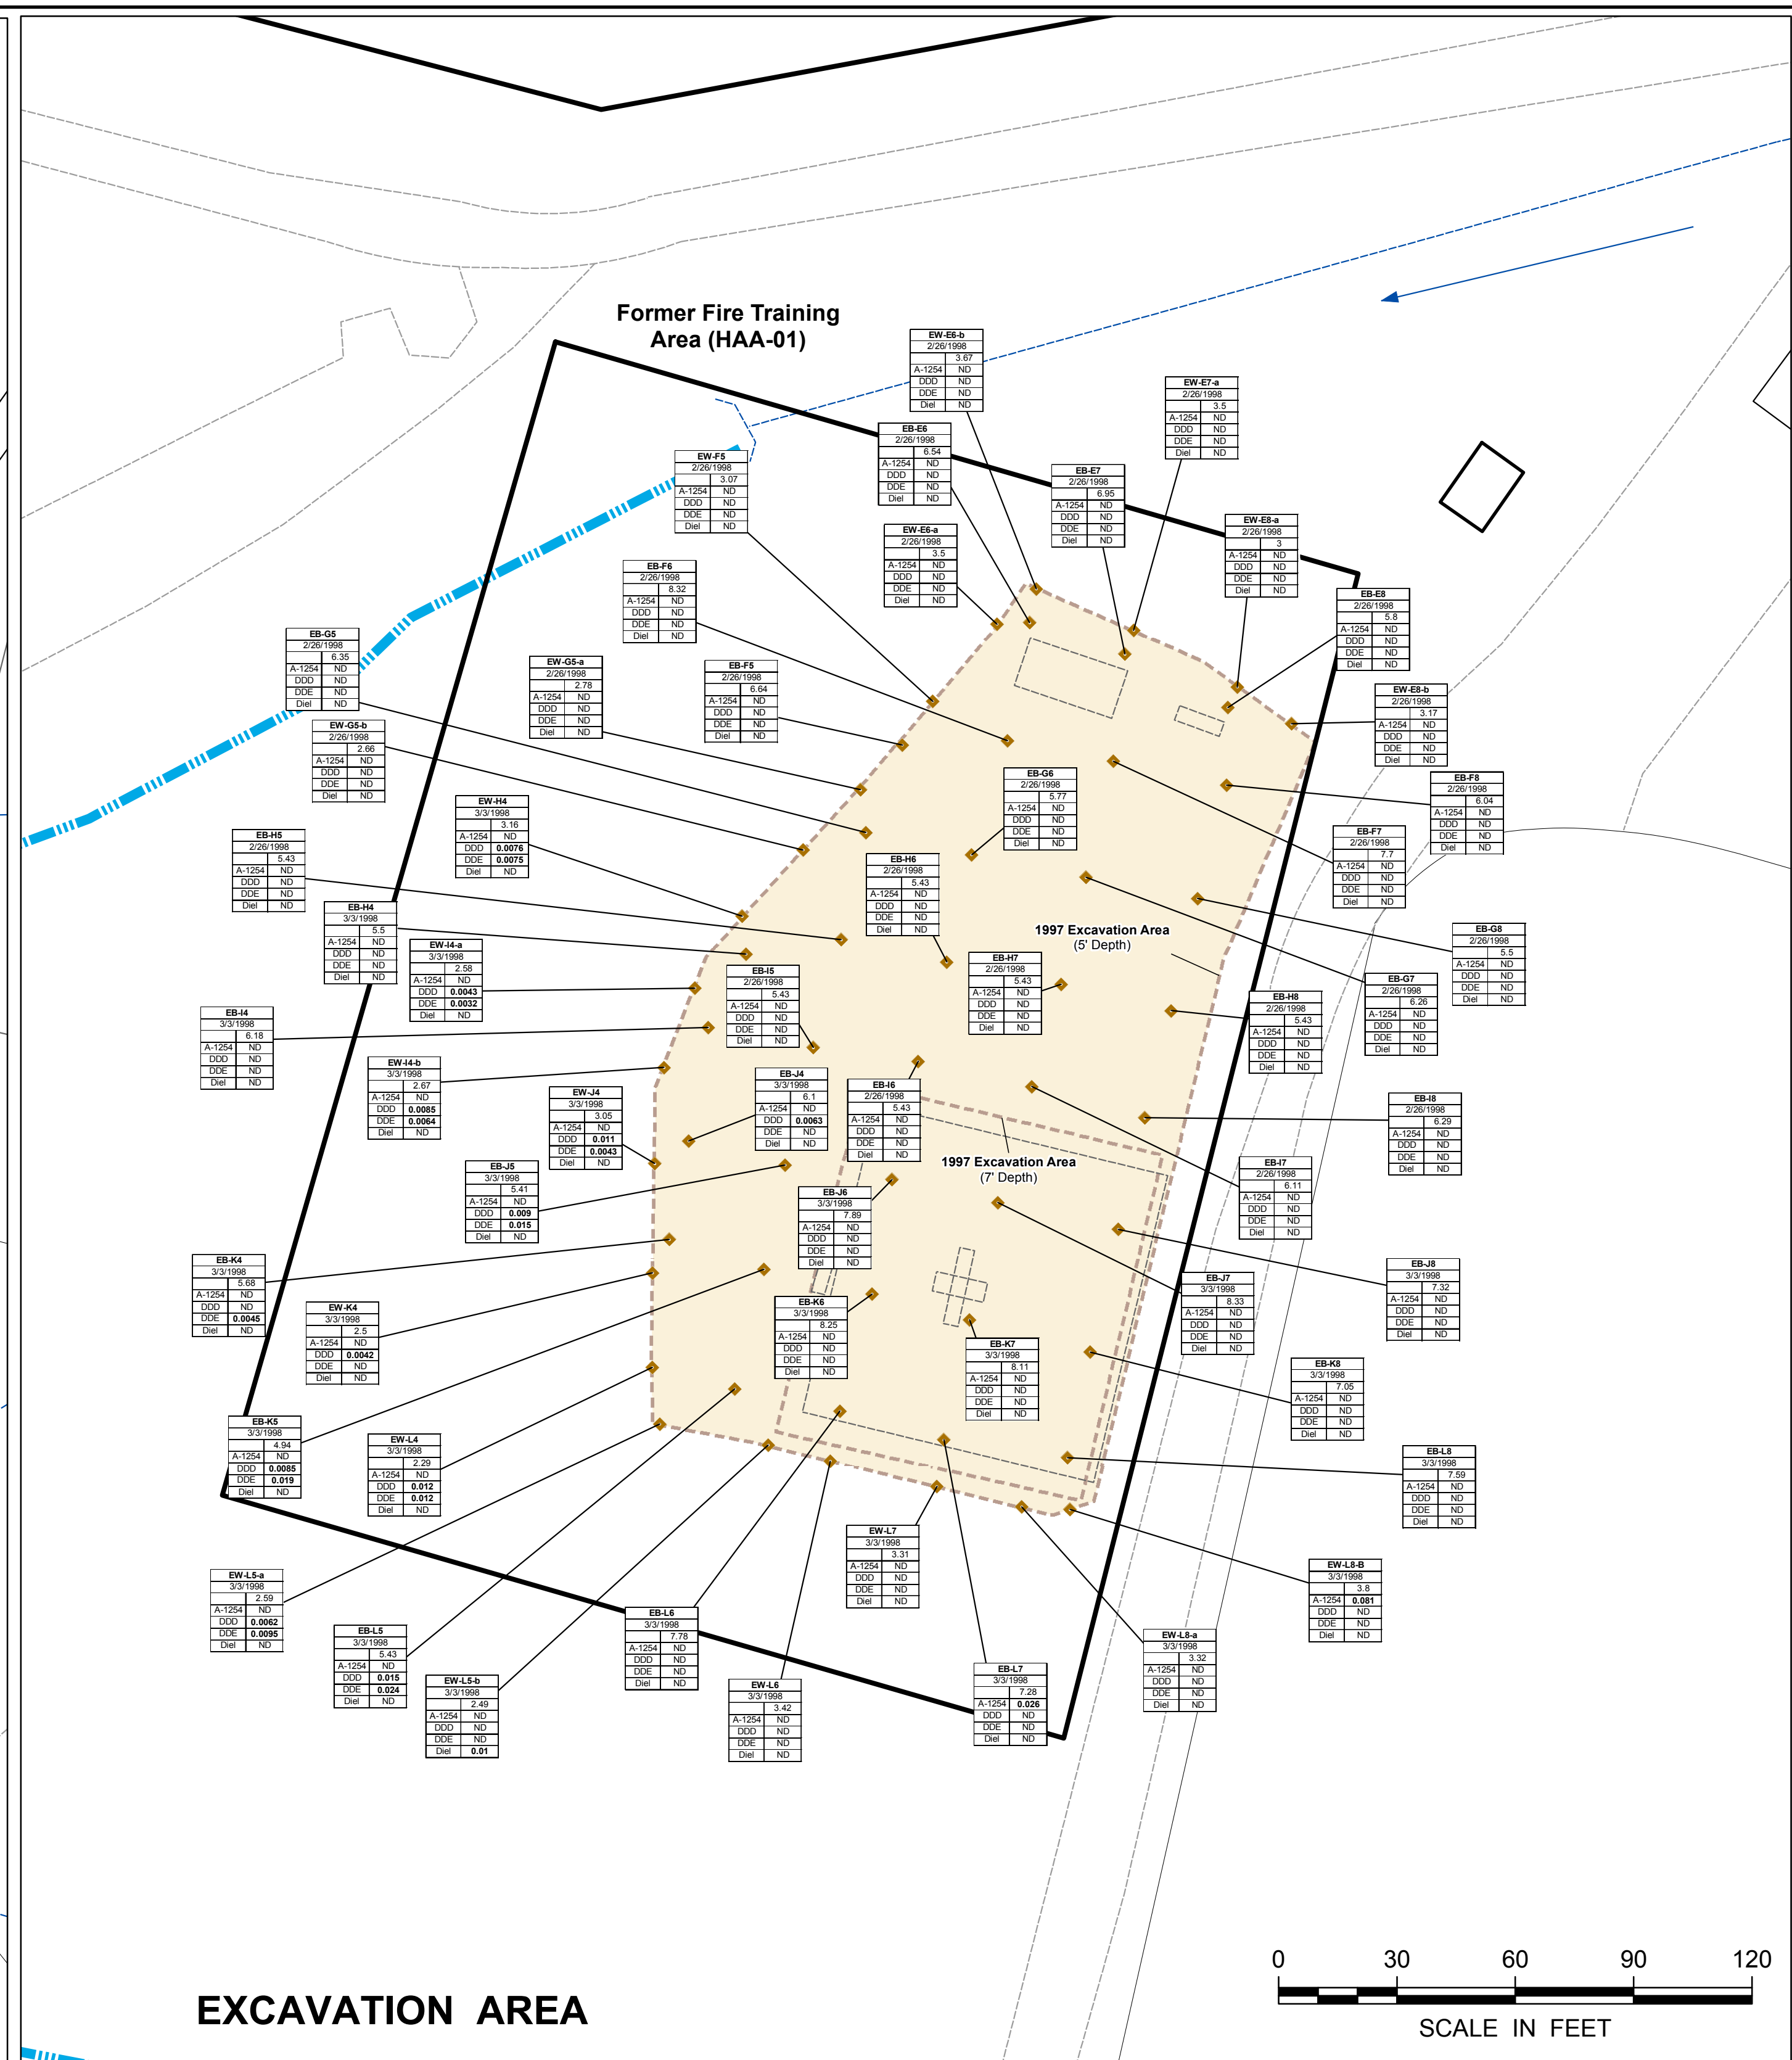 Former Fire Training
Area (HAA-01)
EW-E6-b
2/26/1998
3.67
A-1254 ND
DDD ND
DDE ND
Diel ND
EW-E7-a
2/26/1998
3.5
A-1254 ND
DDD ND
DDE ND
Diel ND
EB-E6
2/26/1998
6.54
A-1254 ND
DDD ND
DDE ND
Diel ND
EW-F5
2/26/1998
3.07
A-1254 ND
DDD ND
DDE ND
Diel ND
EB-E7
2/26/1998
6.95
A-1254 ND
DDD ND
DDE ND
Diel ND
EW-E8-a
2/26/1998
3
A-1254 ND
DDD ND
DDE ND
Diel ND
EW-E6-a
2/26/1998
3.5
A-1254 ND
DDD ND
DDE ND
Diel ND
EB-F6
2/26/1998
8.32
A-1254 ND
DDD ND
DDE ND
Diel ND
EB-E8
2/26/1998
5.8
A-1254 ND
DDD ND
DDE ND
Diel ND
EB-G5
2/26/1998
6.35
A-1254 ND
DDD ND
DDE ND
Diel ND
EW-G5-a
2/26/1998
2.78
A-1254 ND
DDD ND
DDE ND
Diel ND
EB-F5
2/26/1998
6.64
A-1254 ND
DDD ND
DDE ND
Diel ND
EW-E8-b
2/26/1998
3.17
A-1254 ND
DDD ND
DDE ND
Diel ND
EW-G5-b
2/26/1998
2.66
A-1254 ND
DDD ND
DDE ND
Diel ND
EB-G6
2/26/1998
5.77
A-1254 ND
DDD ND
DDE ND
Diel ND
EB-F8
2/26/1998
6.04
A-1254 ND
DDD ND
DDE ND
Diel ND
EW-H4
3/3/1998
3.16
A-1254 ND
DDD 0.0076
DDE 0.0075
Diel ND
EB-H5
2/26/1998
5.43
A-1254 ND
DDD ND
DDE ND
Diel ND
EB-F7
2/26/1998
7.7
A-1254 ND
DDD ND
DDE ND
Diel ND
EB-H6
2/26/1998
5.43
A-1254 ND
DDD ND
DDE ND
Diel ND
EB-H4
3/3/1998
5.5
A-1254 ND
DDD ND
DDE ND
Diel ND
1997 Excavation Area
(5' Depth)
EB-G8
2/26/1998
5.5
A-1254 ND
DDD ND
DDE ND
Diel ND
EW-I4-a
3/3/1998
2.58
A-1254 ND
DDD 0.0043
DDE 0.0032
Diel ND
EB-H7
2/26/1998
5.43
A-1254 ND
DDD ND
DDE ND
Diel ND
EB-I5
2/26/1998
5.43
A-1254 ND
DDD ND
DDE ND
Diel ND
EB-G7
2/26/1998
6.26
A-1254 ND
DDD ND
DDE ND
Diel ND
EB-H8
2/26/1998
5.43
A-1254 ND
DDD ND
DDE ND
Diel ND
EB-I4
3/3/1998
6.18
A-1254 ND
DDD ND
DDE ND
Diel ND
EW-I4-b
3/3/1998
2.67
A-1254 ND
DDD 0.0085
DDE 0.0064
Diel ND
EB-J4
3/3/1998
6.1
A-1254 ND
DDD 0.0063
DDE ND
Diel ND
EB-I6
2/26/1998
5.43
A-1254 ND
DDD ND
DDE ND
Diel ND
EW-J4
3/3/1998
3.05
A-1254 ND
DDD 0.011
DDE 0.0043
Diel ND
EB-I8
2/26/1998
6.29
A-1254 ND
DDD ND
DDE ND
Diel ND
1997 Excavation Area
(7' Depth)
EB-I7
2/26/1998
6.11
A-1254 ND
DDD ND
DDE ND
Diel ND
EB-J5
3/3/1998
5.41
A-1254 ND
DDD 0.009
DDE 0.015
Diel ND
EB-J6
3/3/1998
7.89
A-1254 ND
DDD ND
DDE ND
Diel ND
EB-K4
3/3/1998
5.68
A-1254 ND
DDD ND
DDE 0.0045
Diel ND
EB-J8
3/3/1998
7.32
A-1254 ND
DDD ND
DDE ND
Diel ND
EB-J7
3/3/1998
8.33
A-1254 ND
DDD ND
DDE ND
Diel ND
EW-K4
3/3/1998
2.5
A-1254 ND
DDD 0.0042
DDE ND
Diel ND
EB-K6
3/3/1998
8.25
A-1254 ND
DDD ND
DDE ND
Diel ND
EB-K7
3/3/1998
8.11
A-1254 ND
DDD ND
DDE ND
Diel ND
EB-K8
3/3/1998
7.05
A-1254 ND
DDD ND
DDE ND
Diel ND
EB-K5
3/3/1998
4.94
A-1254 ND
DDD 0.0085
DDE 0.019
Diel ND
EW-L4
3/3/1998
2.29
A-1254 ND
DDD 0.012
DDE 0.012
Diel ND
EB-L8
3/3/1998
7.59
A-1254 ND
DDD ND
DDE ND
Diel ND
EW-L7
3/3/1998
3.31
A-1254 ND
DDD ND
DDE ND
Diel ND
EW-L8-B
3/3/1998
3.8
A-1254 0.081
DDD ND
DDE ND
Diel ND
EW-L5-a
3/3/1998
2.59
A-1254 ND
DDD 0.0062
DDE 0.0095
Diel ND
EB-L6
3/3/1998
7.78
A-1254 ND
DDD ND
DDE ND
Diel ND
EB-L5
3/3/1998
5.43
A-1254 ND
DDD 0.015
DDE 0.024
Diel ND
EW-L8-a
3/3/1998
3.32
A-1254 ND
DDD ND
DDE ND
Diel ND
EB-L7
3/3/1998
7.28
A-1254 0.026
DDD ND
DDE ND
Diel ND
EW-L5-b
3/3/1998
2.49
A-1254 ND
DDD ND
DDE ND
Diel 0.01
EW-L6
3/3/1998
3.42
A-1254 ND
DDD ND
DDE ND
Diel ND
EXCAVATION AREA
0 30 60 90 120
SCALE IN FEET